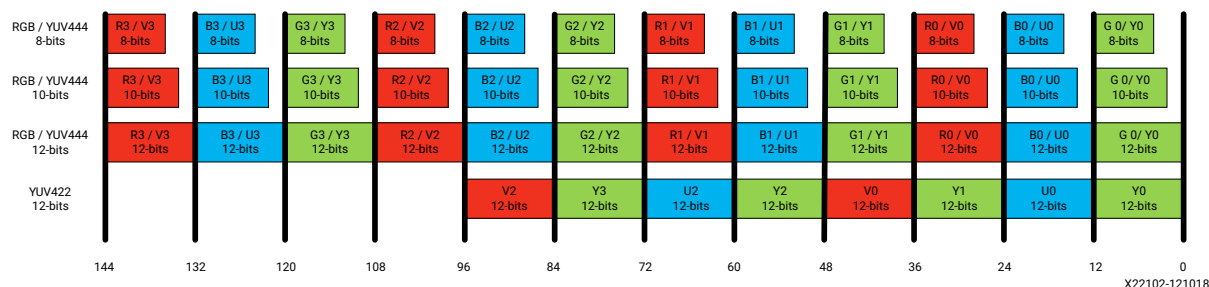 RGB / YUV444 R3 / V3 B3 / U3 G3 / Y3 R2 / V2 B2 / U2 G2 / Y2 R1 / V1 B1 / U1 G1 / Y1 R0 / V0 B0 / U0 G 0/ Y0
8-bits 8-bits 8-bits 8-bits 8-bits 8-bits 8-bits 8-bits 8-bits 8-bits 8-bits 8-bits 8-bits
RGB / YUV444 R3 / V3 B3 / U3 G3 / Y3 R2 / V2 B2 / U2 G2 / Y2 R1 / V1 B1 / U1 G1 / Y1 R0 / V0 B0 / U0 G 0/ Y0
10-bits 10-bits 10-bits 10-bits 10-bits 10-bits 10-bits 10-bits 10-bits 10-bits 10-bits 10-bits 10-bits
RGB / YUV444 R3 / V3 B3 / U3 G3 / Y3 R2 / V2 B2 / U2 G2 / Y2 R1 / V1 B1 / U1 G1 / Y1 R0 / V0 B0 / U0 G 0/ Y0
12-bits 12-bits 12-bits 12-bits 12-bits 12-bits 12-bits 12-bits 12-bits 12-bits 12-bits 12-bits 12-bits
YUV422 V2 Y3 U2 Y2 V0 Y1 U0 Y0
12-bits 12-bits 12-bits 12-bits 12-bits 12-bits 12-bits 12-bits 12-bits
144 132 120 108 96 84 72 60 48 36 24 12 0
X22102-121018